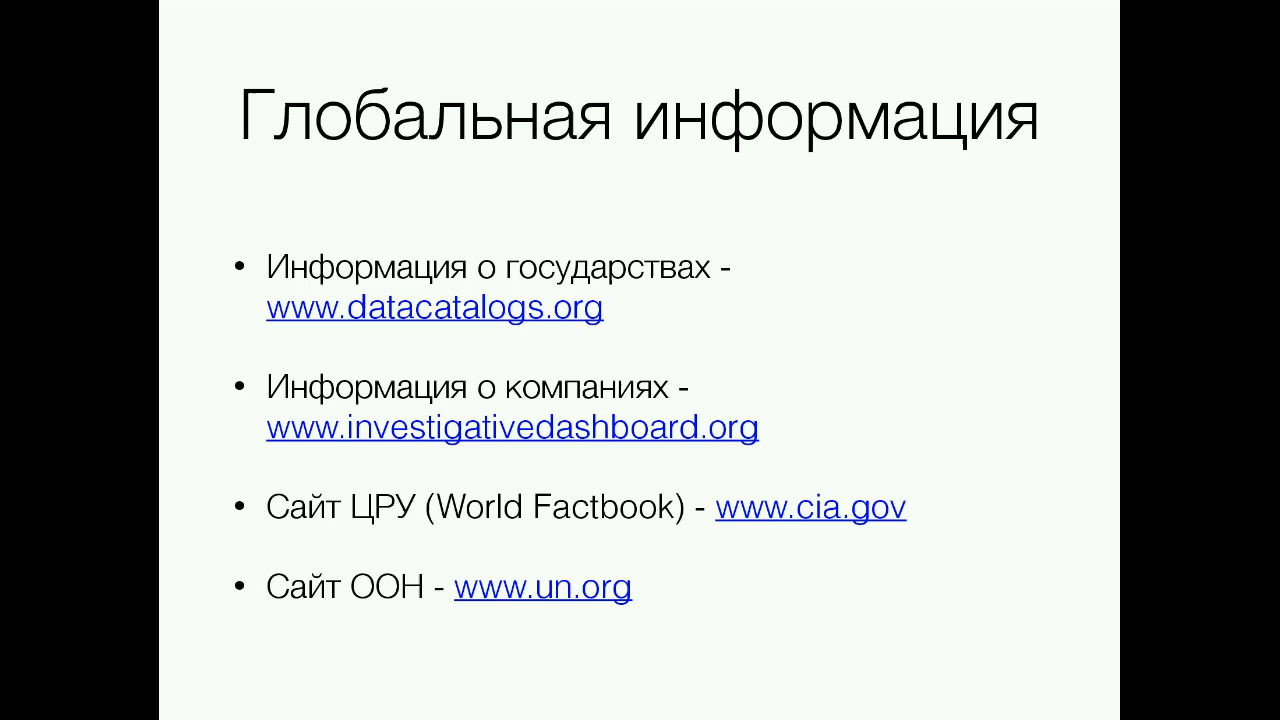 Глобальная информация
• Информация о государствах -
www.datacatalogs.org
• Информация о компаниях -
www.investigativedashboard.org
• Сайт ЦРУ (World Factbook) - www.cia.gov
• Сайт ООН - www.un.org